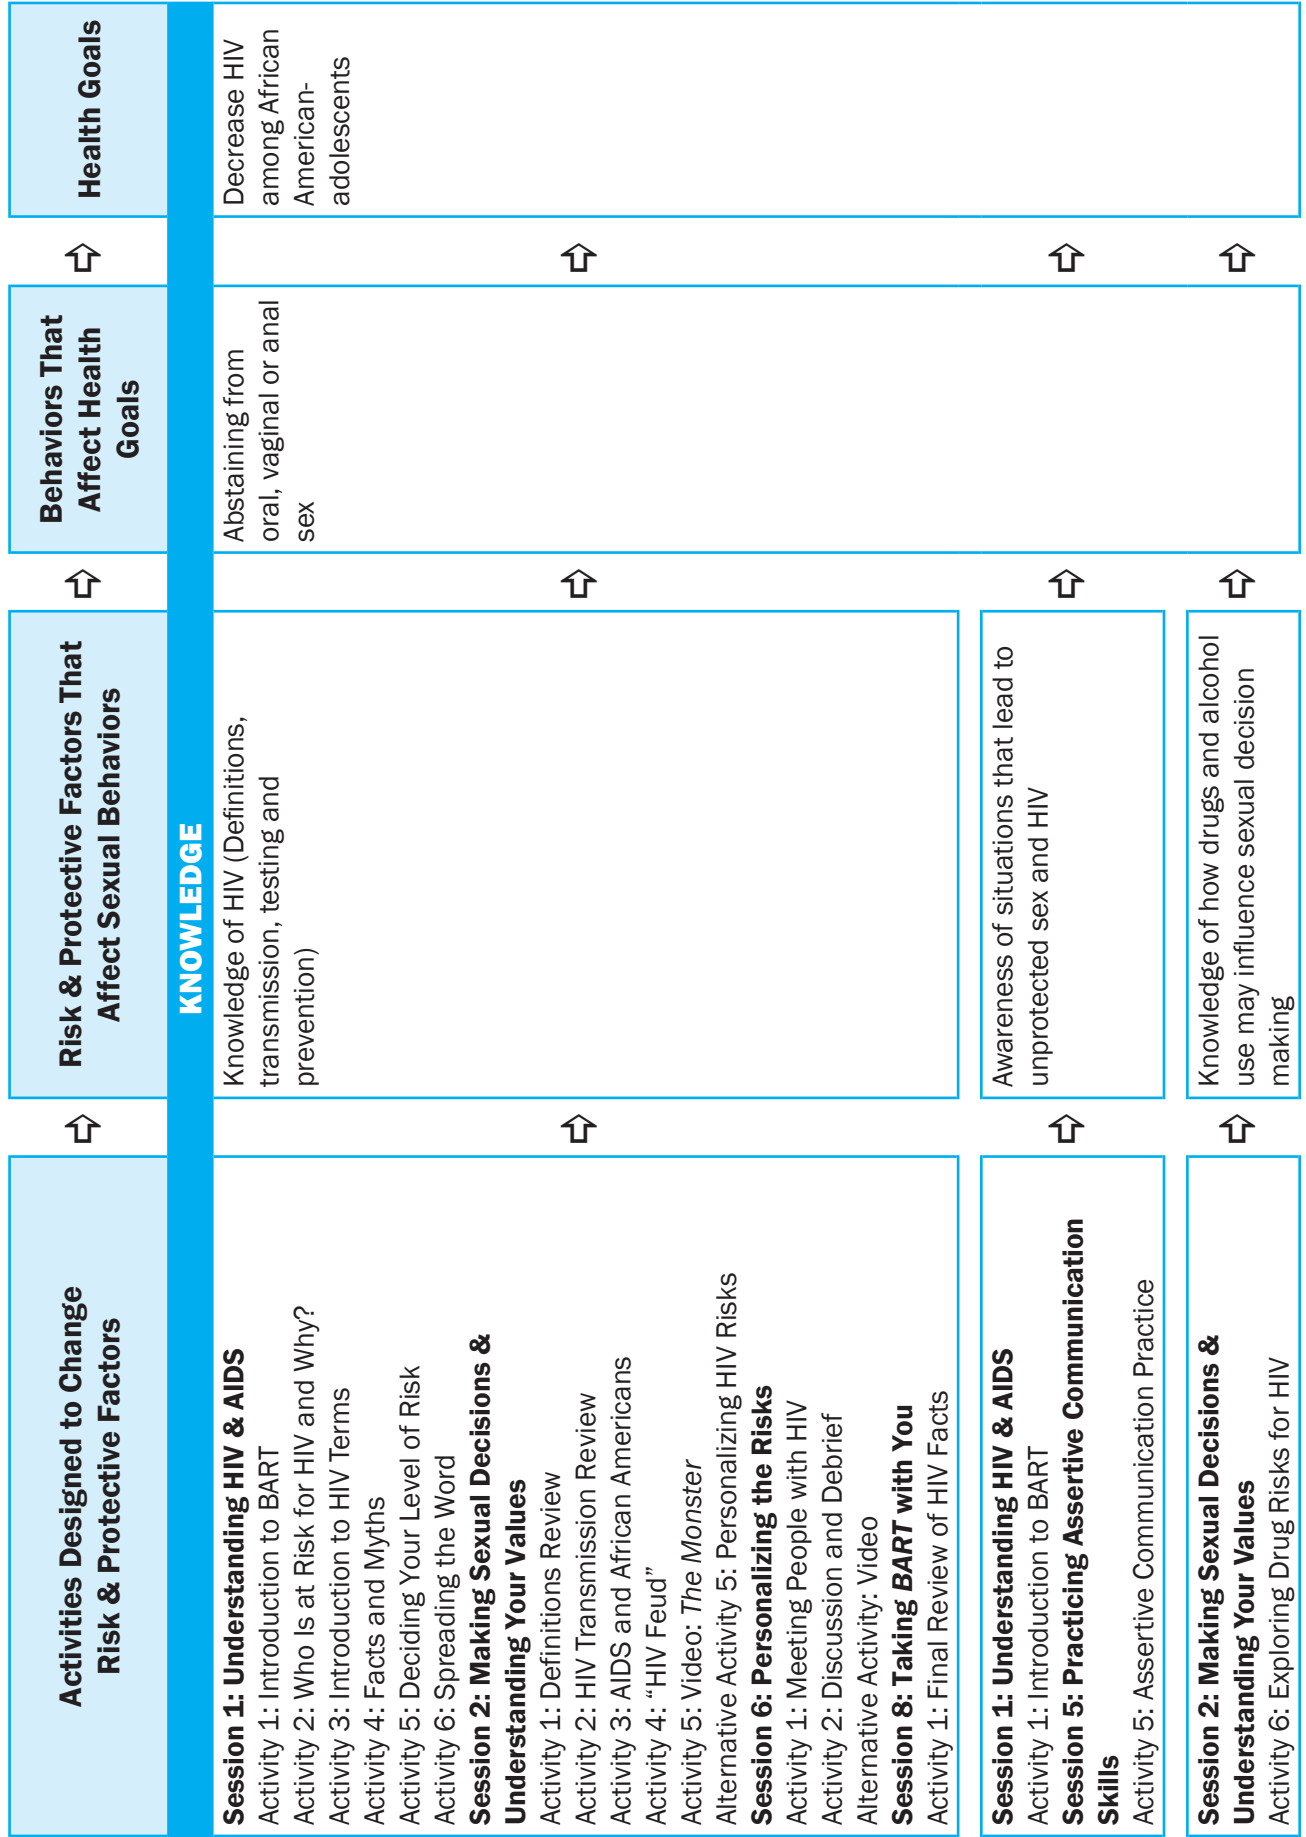 Activities Designed to Change
Risk & Protective Factors
Risk & Protective Factors That
Affect Sexual Behaviors
Behaviors That
Affect Health
Goals
Health Goals
KNOWLEDGE
Session 1: Understanding HIV & AIDS
Activity 1: Introduction to BART
Activity 2: Who Is at Risk for HIV and Why?
Activity 3: Introduction to HIV Terms
Activity 4: Facts and Myths
Activity 5: Deciding Your Level of Risk
Activity 6: Spreading the Word
Session 2: Making Sexual Decisions &
Understanding Your Values
Activity 1: Definitions Review
Activity 2: HIV Transmission Review
Activity 3: AIDS and African Americans
Activity 4: “HIV Feud”
Activity 5: Video: The Monster
Alternative Activity 5: Personalizing HIV Risks
Session 6: Personalizing the Risks
Activity 1: Meeting People with HIV
Activity 2: Discussion and Debrief
Alternative Activity: Video
Session 8: Taking BART with You
Activity 1: Final Review of HIV Facts
Knowledge of HIV (Definitions,
transmission, testing and
prevention)
Abstaining from
oral, vaginal or anal
sex
Decrease HIV
among African
American-
adolescents
Session 1: Understanding HIV & AIDS
Activity 1: Introduction to BART
Session 5: Practicing Assertive Communication
Skills
Activity 5: Assertive Communication Practice
Awareness of situations that lead to
unprotected sex and HIV
Session 2: Making Sexual Decisions &
Understanding Your Values
Activity 6: Exploring Drug Risks for HIV
Knowledge of how drugs and alcohol
use may influence sexual decision
making